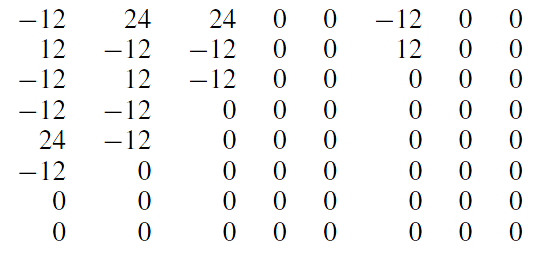 −12 24 24 0 0 −12 0 0
12 −12 −12 0 0 12 0 0
−12 12 −12 0 0 0 0 0
−12 −12 0 0 0 0 0 0
24 −12 0 0 0 0 0 0
−12 0 0 0 0 0 0 0
0 0 0 0 0 0 0 0
0 0 0 0 0 0 0 0